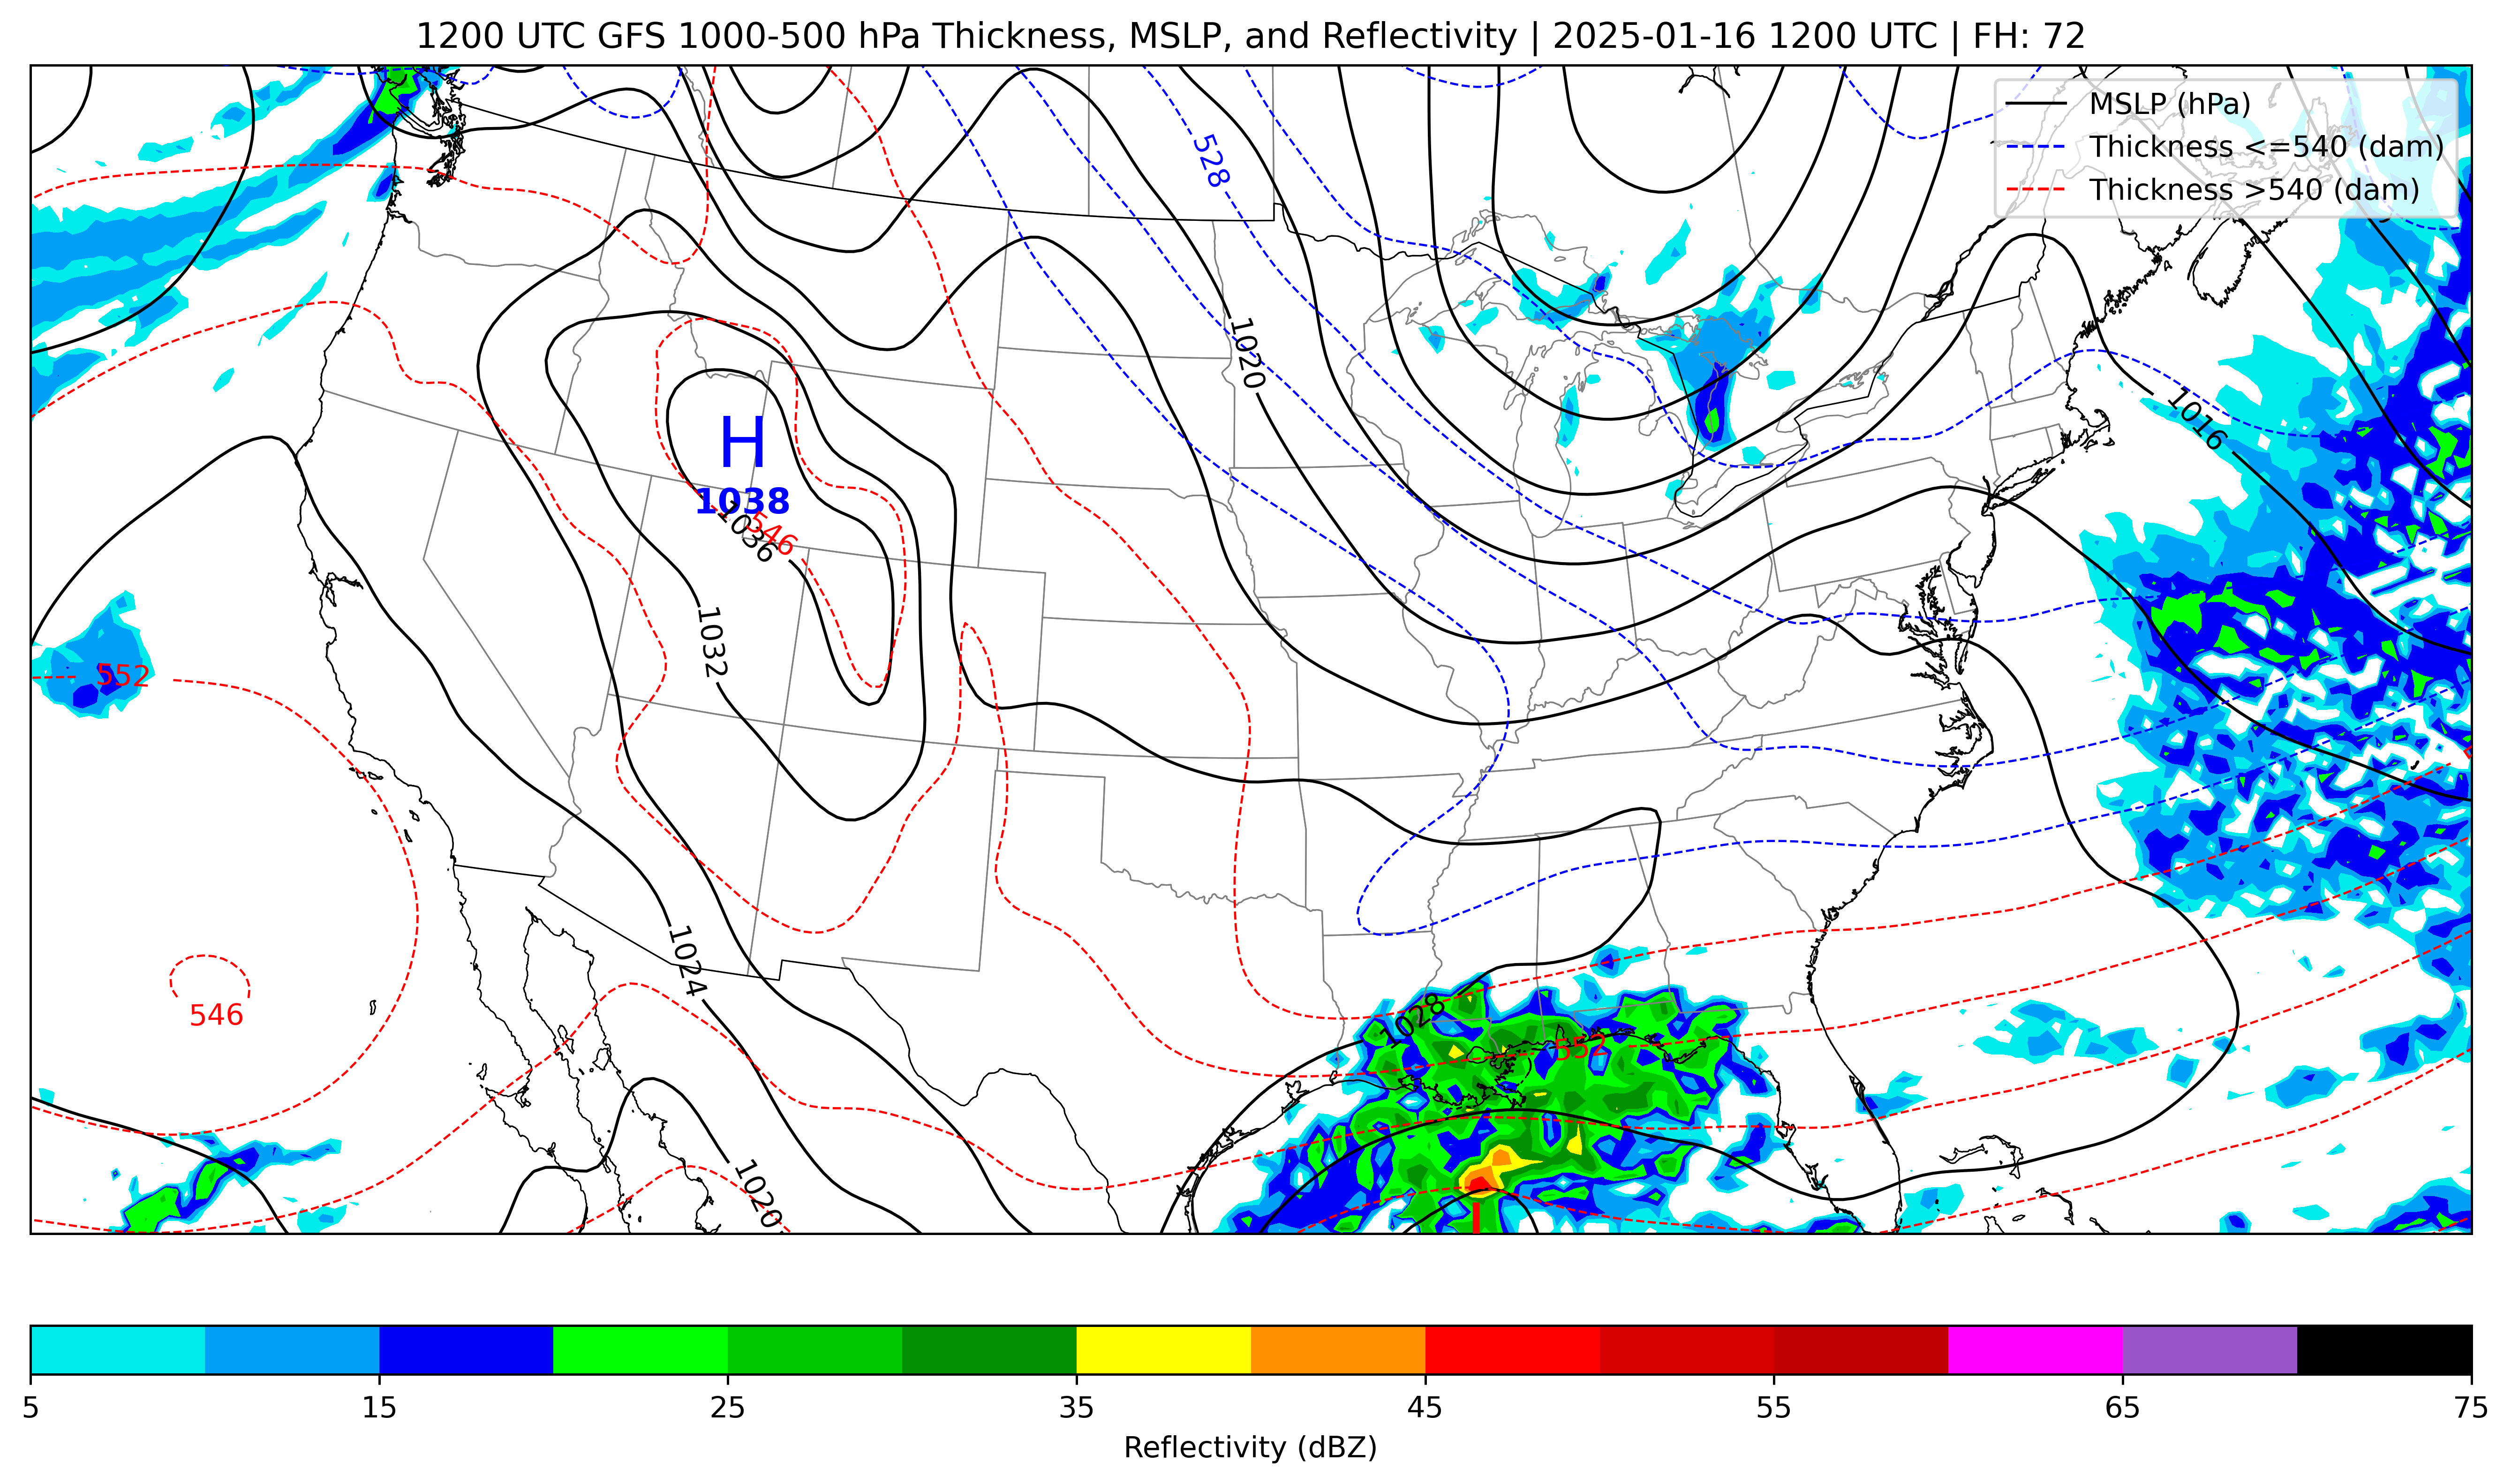 1200 UTC GFS 1000-500 hPa Thickness, MSLP, and Reflectivity | 2025-01-16 1200 UTC | FH: 72
MSLP (hPa)
Thickness <=540 (dam)
Thickness >540 (dam)
528
1020
1016
H
1038
1036
546
1032
552
1024
546
1028
552
1020
5 15 25 35 45 55 65 75
Reflectivity (dBZ)